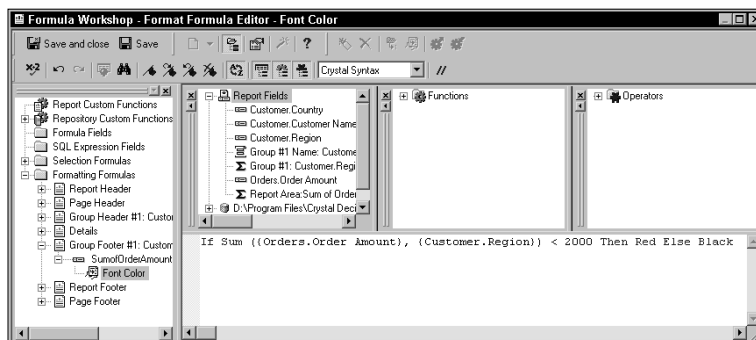 Formula Workshop - Format Formula Editor - Font Color
Save and close Save
x+2 Crystal Syntax //
Report Custom Functions
Repository Custom Functions
Formula Fields
SQL Expression Fields
Selection Formulas
Formatting Formulas
Report Header
Page Header
Group Header #1: Custor
Details
Group Footer #1: Custom
SumofOrderAmount
Font Color
Report Footer
Page Footer
Report Fields
Customer.Country
Customer.Customer Name
Customer.Region
Group #1 Name: Custome
Group #1: Customer.Regi
Orders.Order Amount
Report Area:Sum of Order
D:\Program Files\Crystal Deci
Functions
Operators
If Sum ({Orders.Order Amount}, {Customer.Region}) < 2000 Then Red Else Black